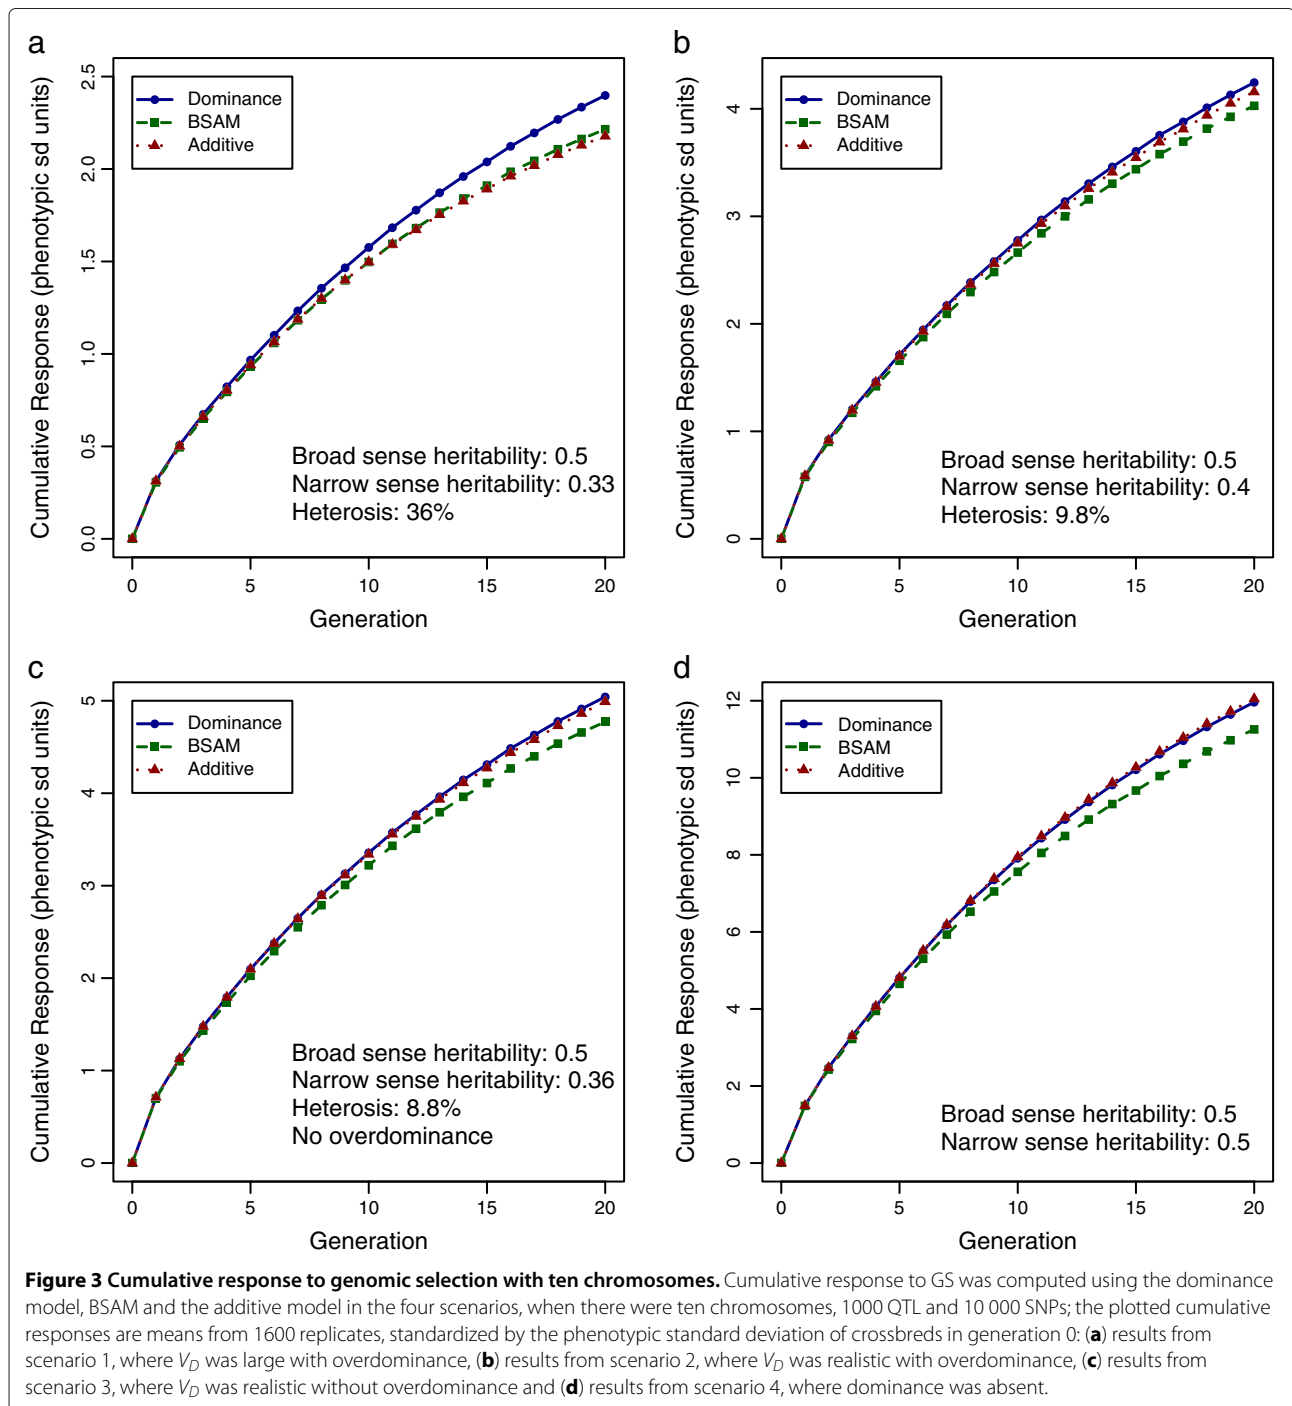 a
Cumulative Response (phenotypic sd units)
0.0
0.5
1.0
1.5
2.0
2.5
Dominance
BSAM
Additive
Broad sense heritability: 0.5
Narrow sense heritability: 0.33
Heterosis: 36%
0 5 10 15 20
Generation
b
Cumulative Response (phenotypic sd units)
0
1
2
3
4
Dominance
BSAM
Additive
Broad sense heritability: 0.5
Narrow sense heritability: 0.4
Heterosis: 9.8%
0 5 10 15 20
Generation
c
Cumulative Response (phenotypic sd units)
0
1
2
3
4
5
Dominance
BSAM
Additive
Broad sense heritability: 0.5
Narrow sense heritability: 0.36
Heterosis: 8.8%
No overdominance
0 5 10 15 20
Generation
d
Cumulative Response (phenotypic sd units)
0
2
4
6
8
10
12
Dominance
BSAM
Additive
Broad sense heritability: 0.5
Narrow sense heritability: 0.5
0 5 10 15 20
Generation
Figure 3 Cumulative response to genomic selection with ten chromosomes. Cumulative response to GS was computed using the dominance
model, BSAM and the additive model in the four scenarios, when there were ten chromosomes, 1000 QTL and 10 000 SNPs; the plotted cumulative
responses are means from 1600 replicates, standardized by the phenotypic standard deviation of crossbreds in generation 0: (a) results from
scenario 1, where V_D was large with overdominance, (b) results from scenario 2, where V_D was realistic with overdominance, (c) results from
scenario 3, where V_D was realistic without overdominance and (d) results from scenario 4, where dominance was absent.